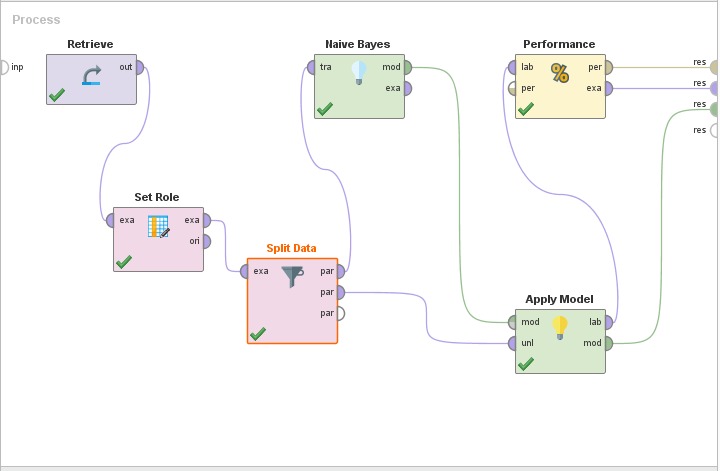 Process
Retrieve
inp
out
Naive Bayes
tra
mod
exa
Performance
lab
per
per
exa
res
res
res
res
Set Role
exa
exa
ori
Split Data
exa
par
par
par
Apply Model
mod
lab
unl
mod